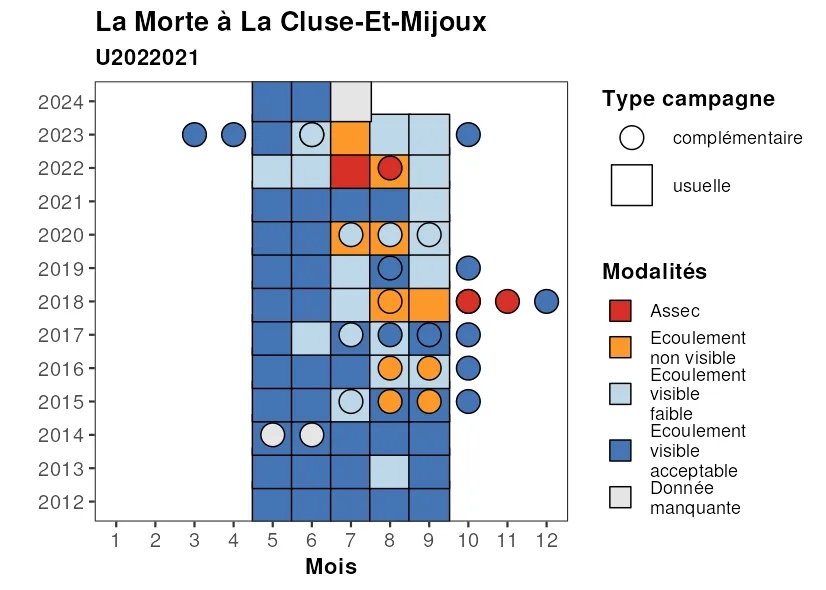 La Morte à La Cluse-Et-Mijoux
U2022021
2024
2023
2022
2021
2020
2019
2018
2017
2016
2015
2014
2013
2012
1 2 3 4 5 6 7 8 9 10 11 12
Mois
Type campagne
complémentaire
usuelle
Modalités
Assec
Ecoulement
non visible
Ecoulement
visible
faible
Ecoulement
visible
acceptable
Donnée
manquante